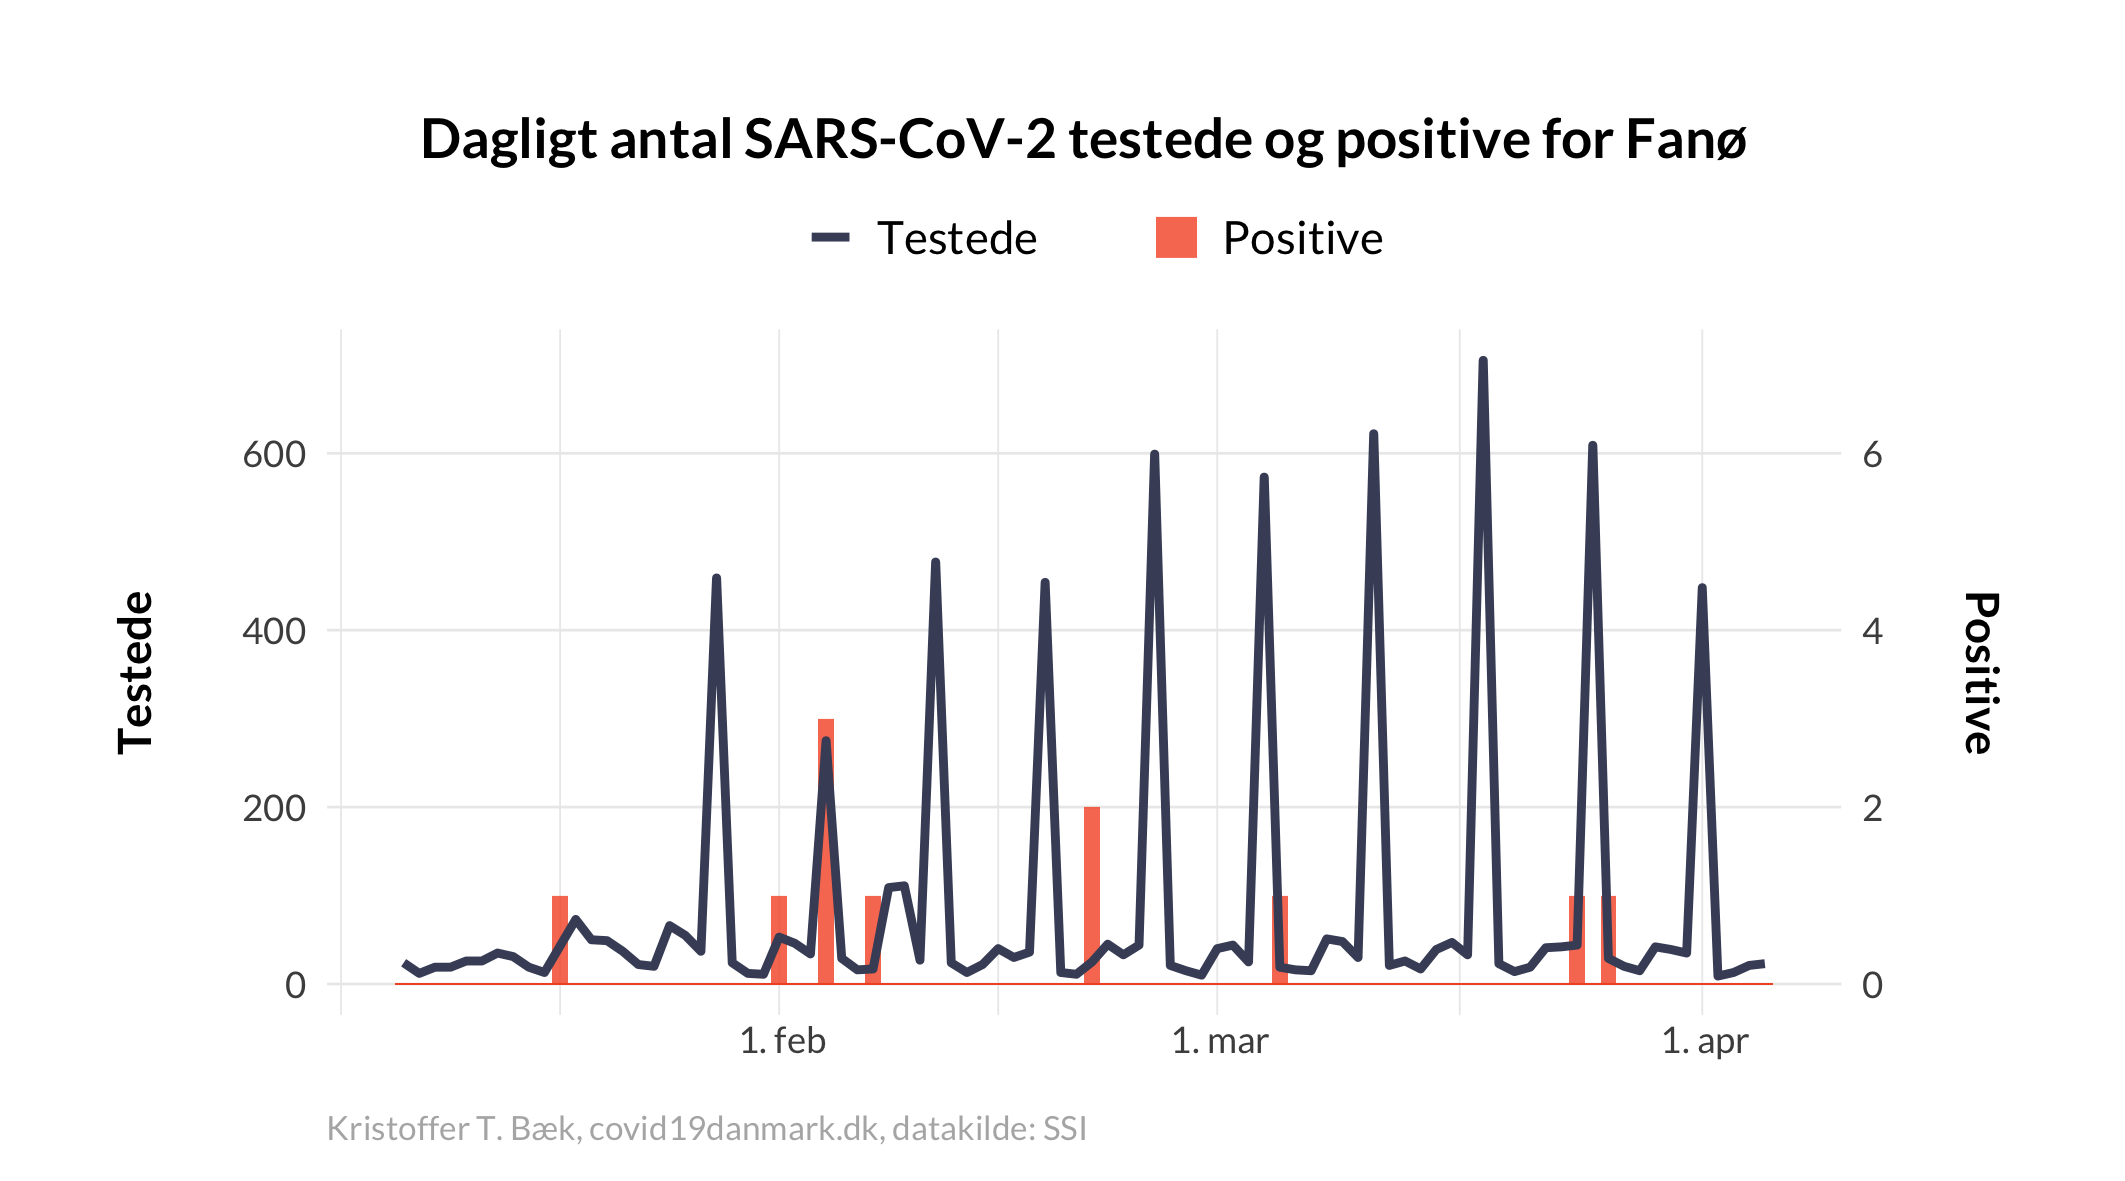 Dagligt antal SARS-CoV-2 testede og positive for Fanø
Testede Positive
600 6
400 4
200 2
0 0
Testede
Positive
1. feb 1. mar 1. apr
Kristoffer T. Bæk, covid19danmark.dk, datakilde: SSI